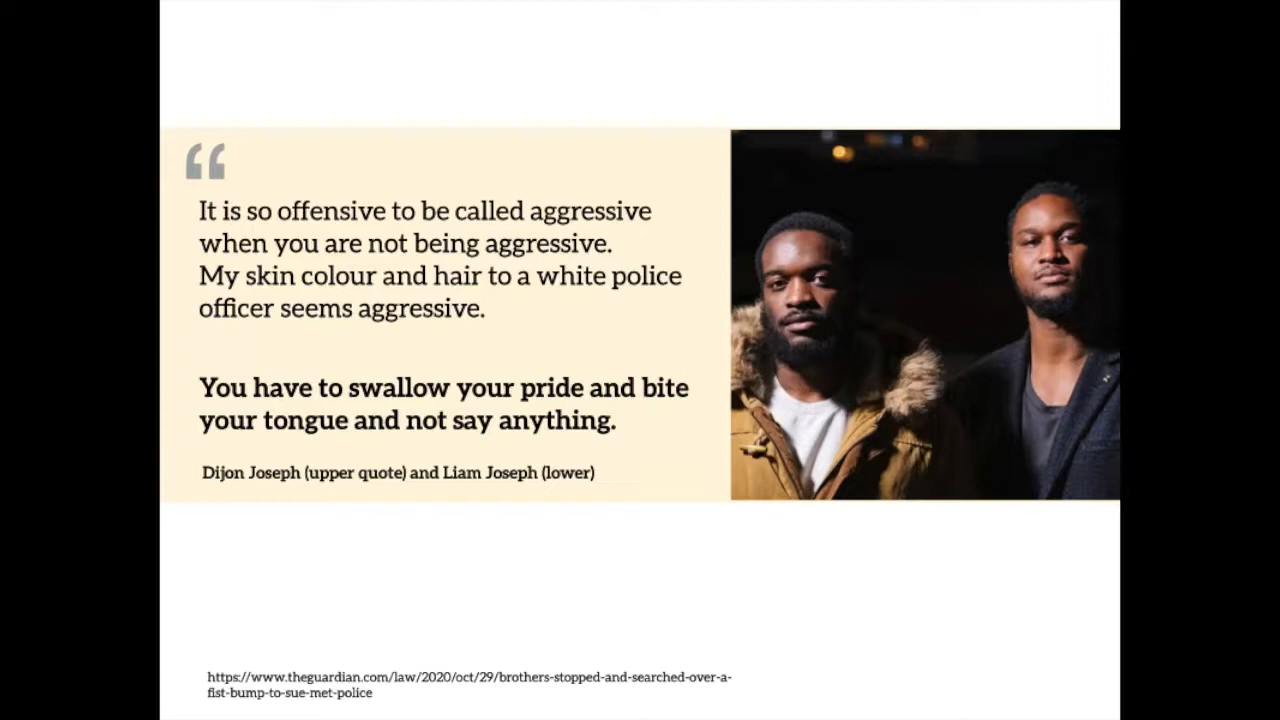 “
It is so offensive to be called aggressive
when you are not being aggressive.
My skin colour and hair to a white police
officer seems aggressive.
You have to swallow your pride and bite
your tongue and not say anything.
Dijon Joseph (upper quote) and Liam Joseph (lower)
https://www.theguardian.com/law/2020/oct/29/brothers-stopped-and-searched-over-a-
fist-bump-to-sue-met-police